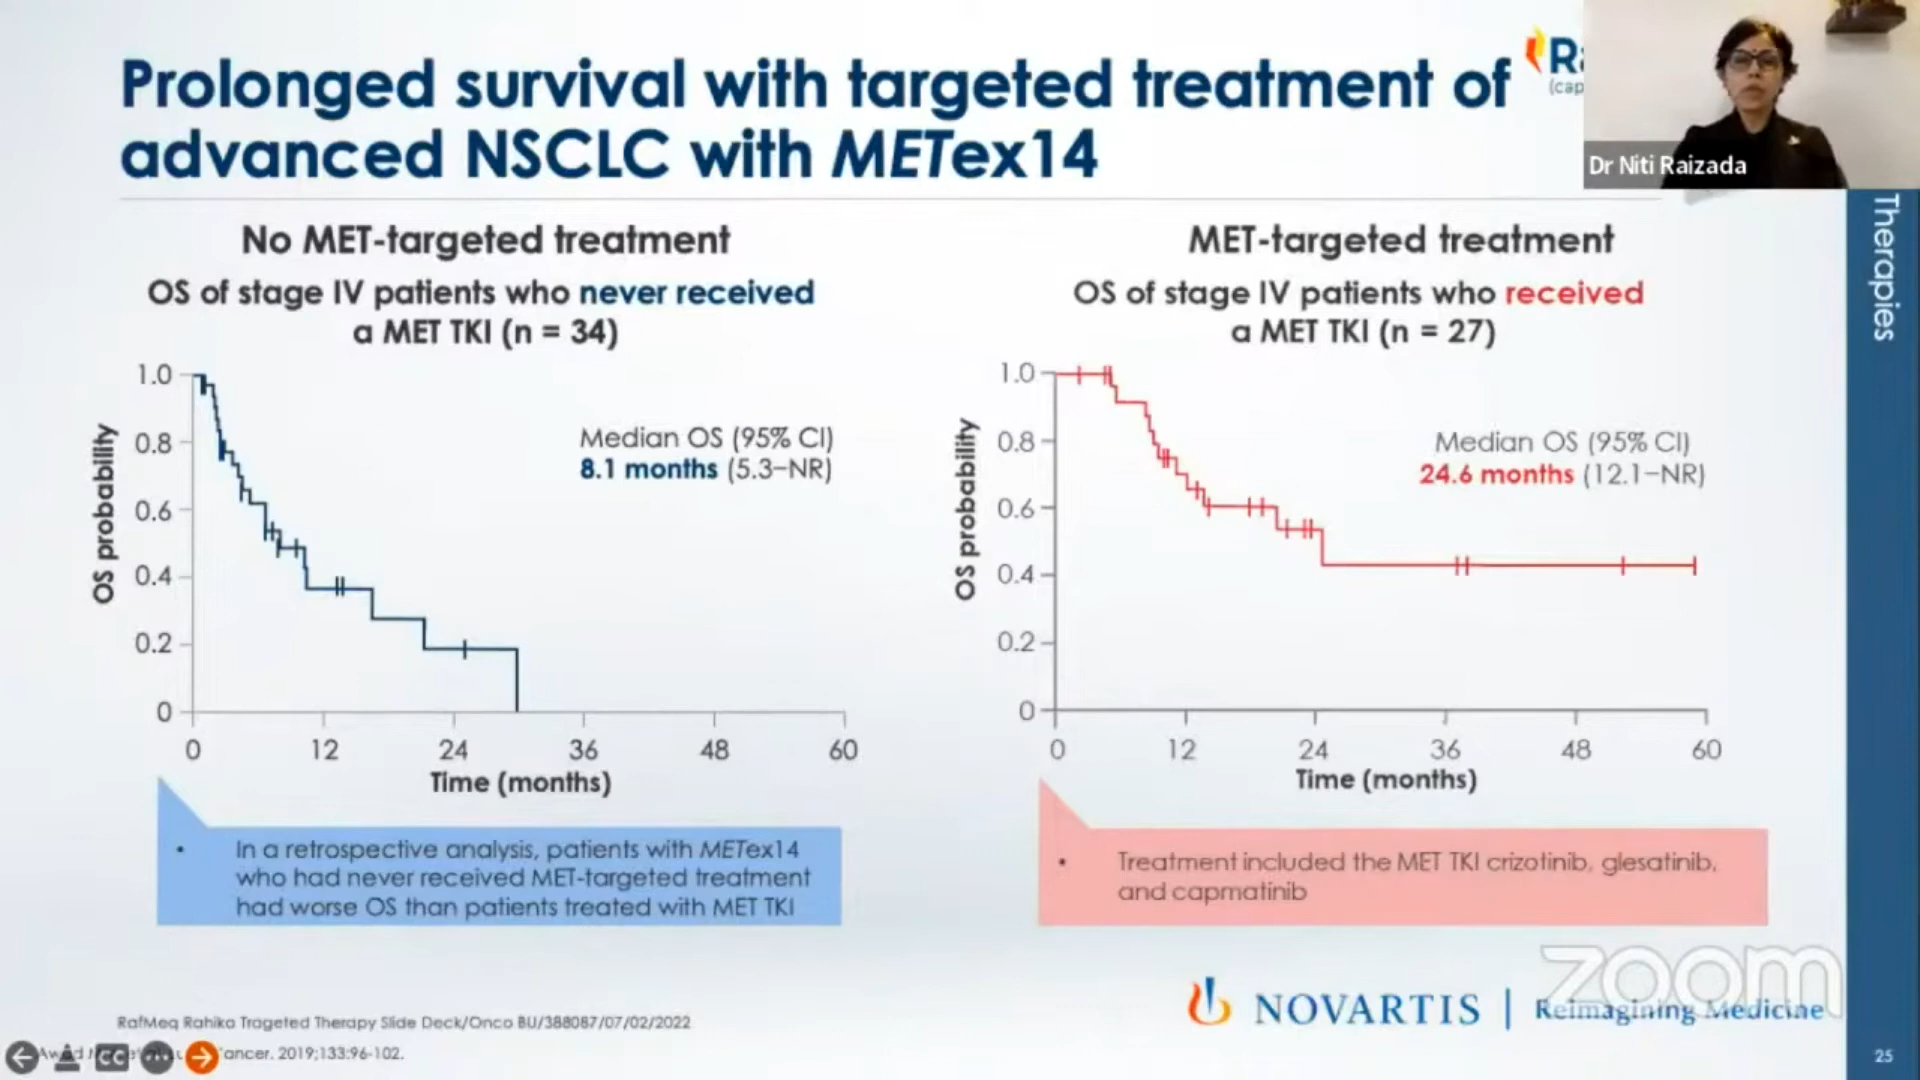 Prolonged survival with targeted treatment of
advanced NSCLC with METex14
Dr Niti Raizada
Therapies
No MET-targeted treatment
OS of stage IV patients who never received
a MET TKI (n = 34)
OS probability
1.0
0.8
0.6
0.4
0.2
0
Median OS (95% CI)
8.1 months (5.3–NR)
0 12 24 36 48 60
Time (months)
MET-targeted treatment
OS of stage IV patients who received
a MET TKI (n = 27)
OS probability
1.0
0.8
0.6
0.4
0.2
0
Median OS (95% CI)
24.6 months (12.1–NR)
0 12 24 36 48 60
Time (months)
• In a retrospective analysis, patients with METex14
who had never received MET-targeted treatment
had worse OS than patients treated with MET TKI
• Treatment included the MET TKI crizotinib, glesatinib,
and capmatinib
zoom
NOVARTIS | Reimagining Medicine
RafMeq Rahika Trageted Therapy Slide Deck/Onco BU/388087/07/02/2022
CC
2019;133:96-102.
25